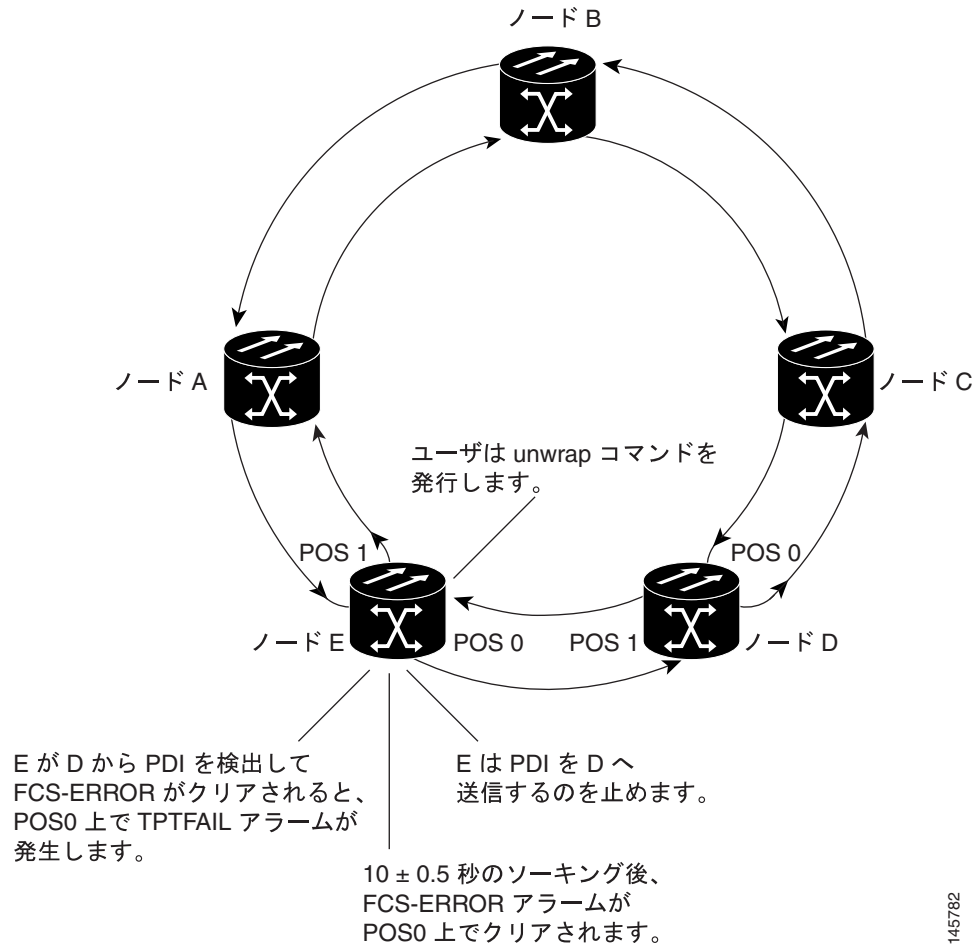 ノード B
ノード A
ノード C
ユーザは unwrap コマンドを
発行します。
POS 1
POS 0
ノード E
POS 0
POS 1
ノード D
E が D から PDI を検出して
FCS-ERROR がクリアされると、
POS0 上で TPTFAIL アラームが
発生します。
E は PDI を D へ
送信するのを止めます。
10 ± 0.5 秒のソーキング後、
FCS-ERROR アラームが
POS0 上でクリアされます。
145782